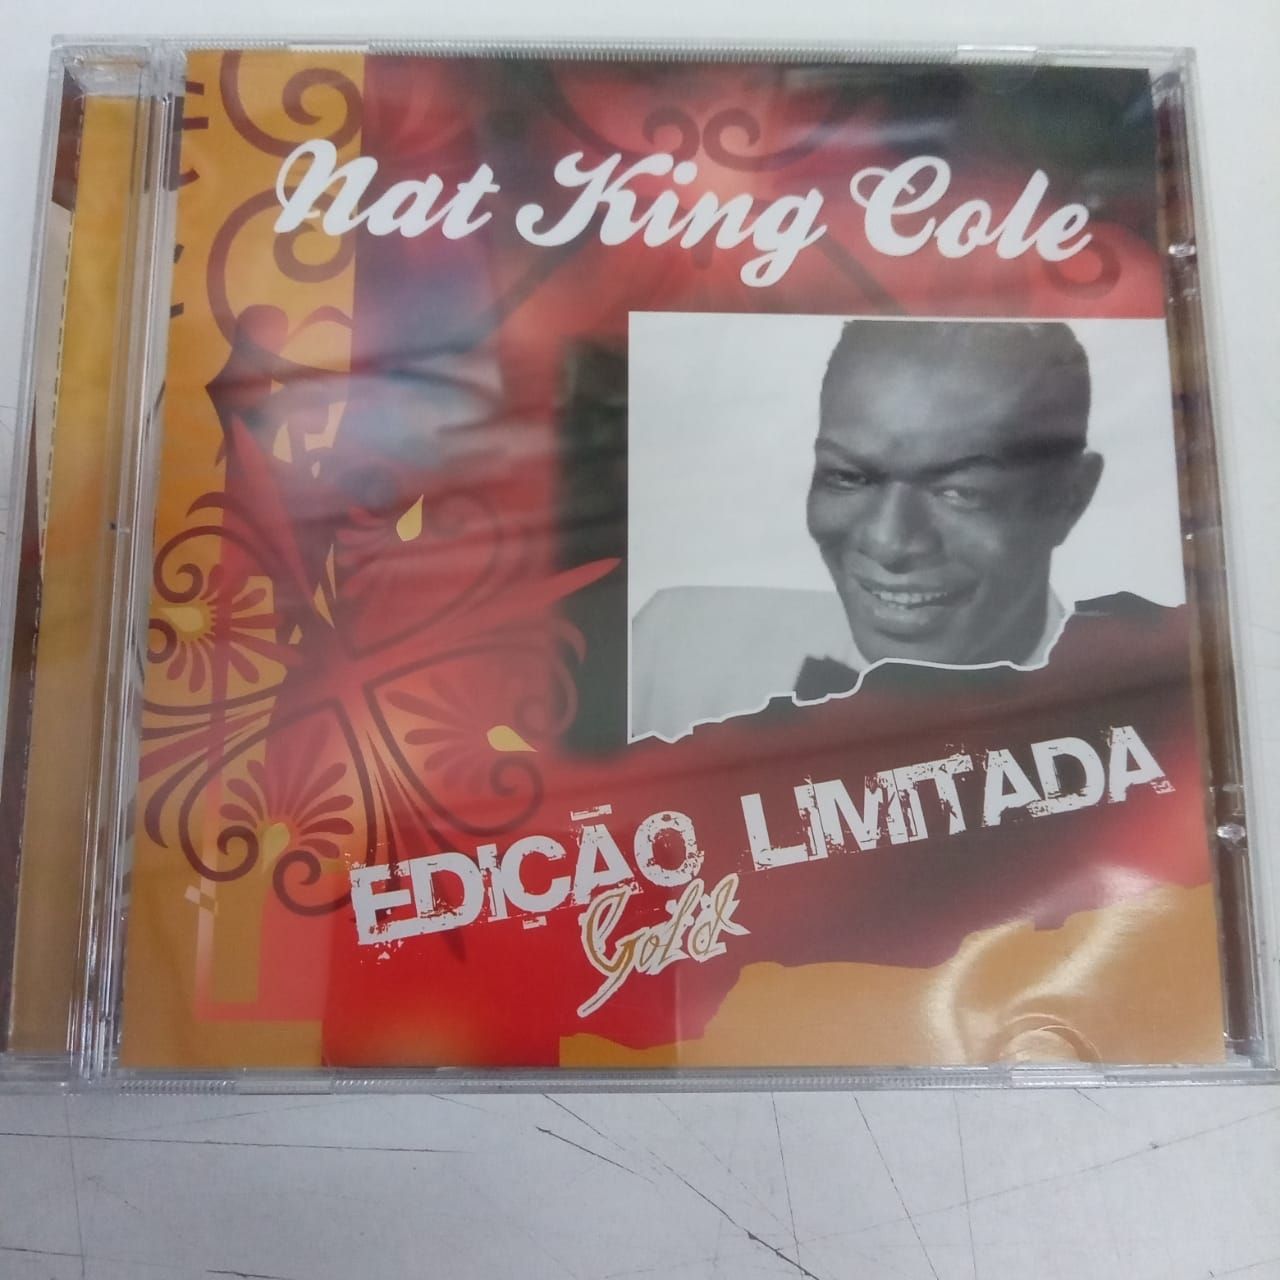 Nat King Cole
EDIÇÃO LIMITADA
Gold